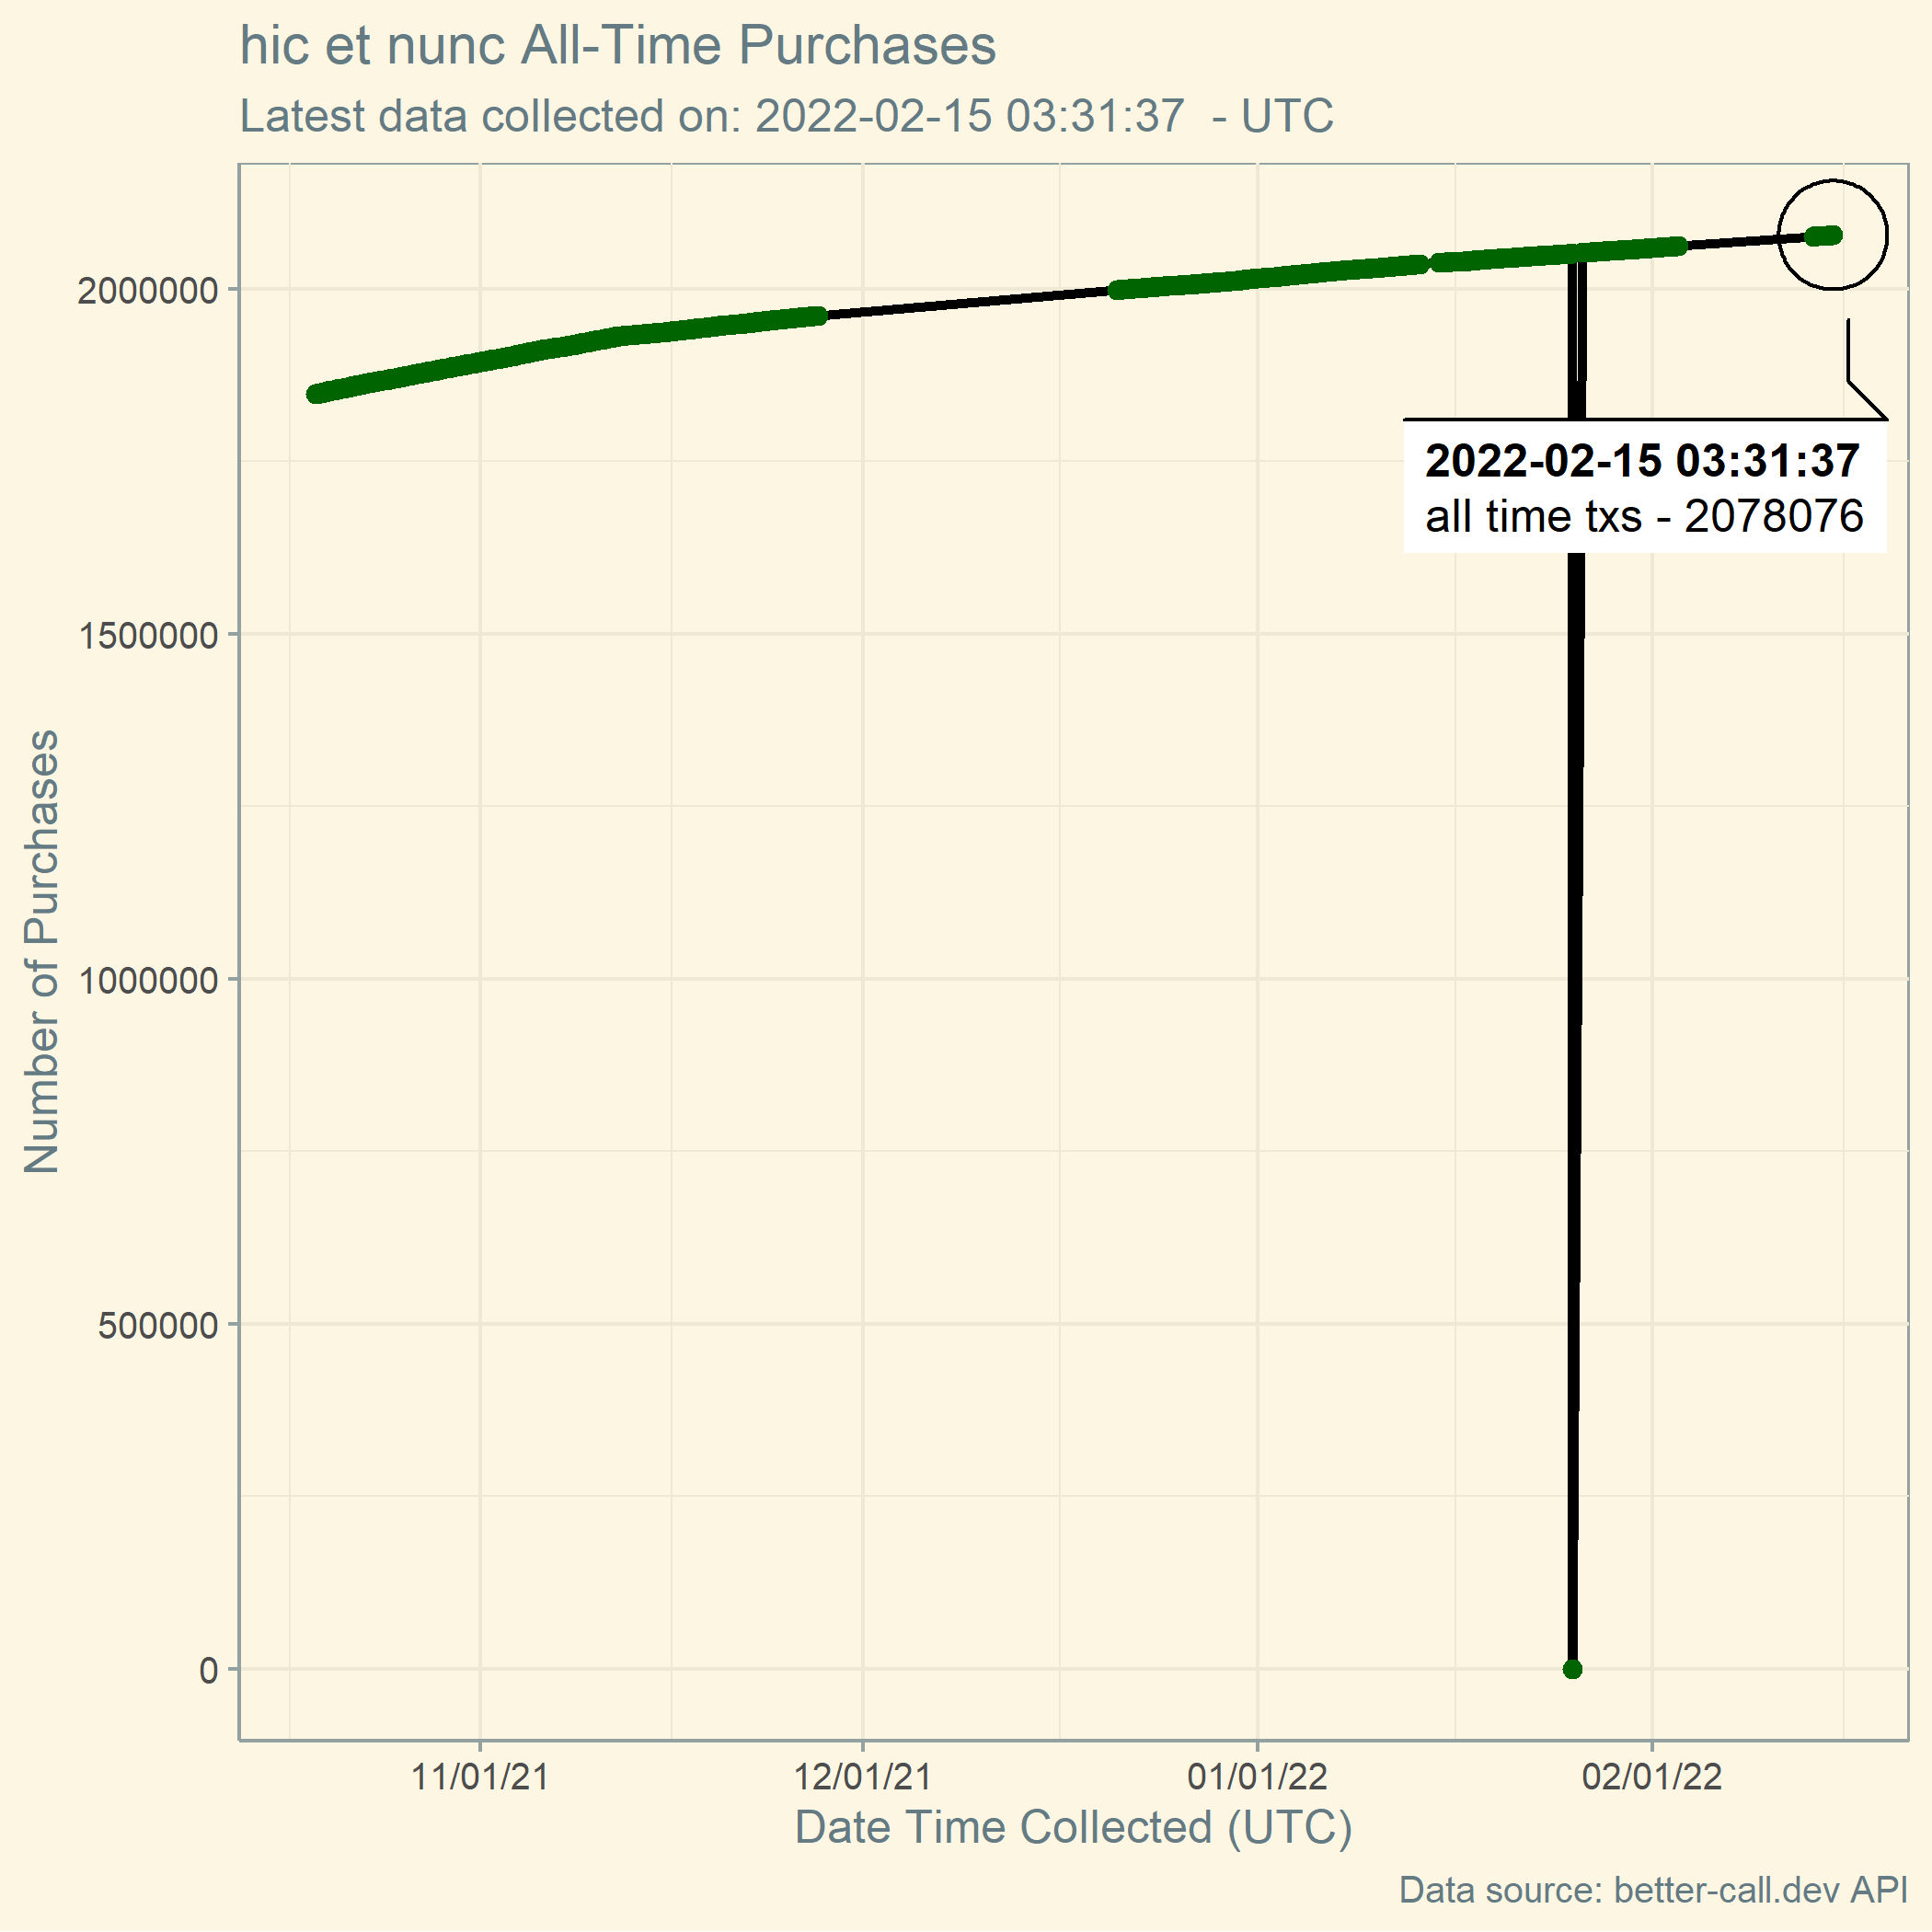 hic et nunc All-Time Purchases
Latest data collected on: 2022-02-15 03:31:37  - UTC
2000000
1500000
1000000
500000
0
Number of Purchases
2022-02-15 03:31:37
all time txs - 2078076
11/01/21
12/01/21
01/01/22
02/01/22
Date Time Collected (UTC)
Data source: better-call.dev API